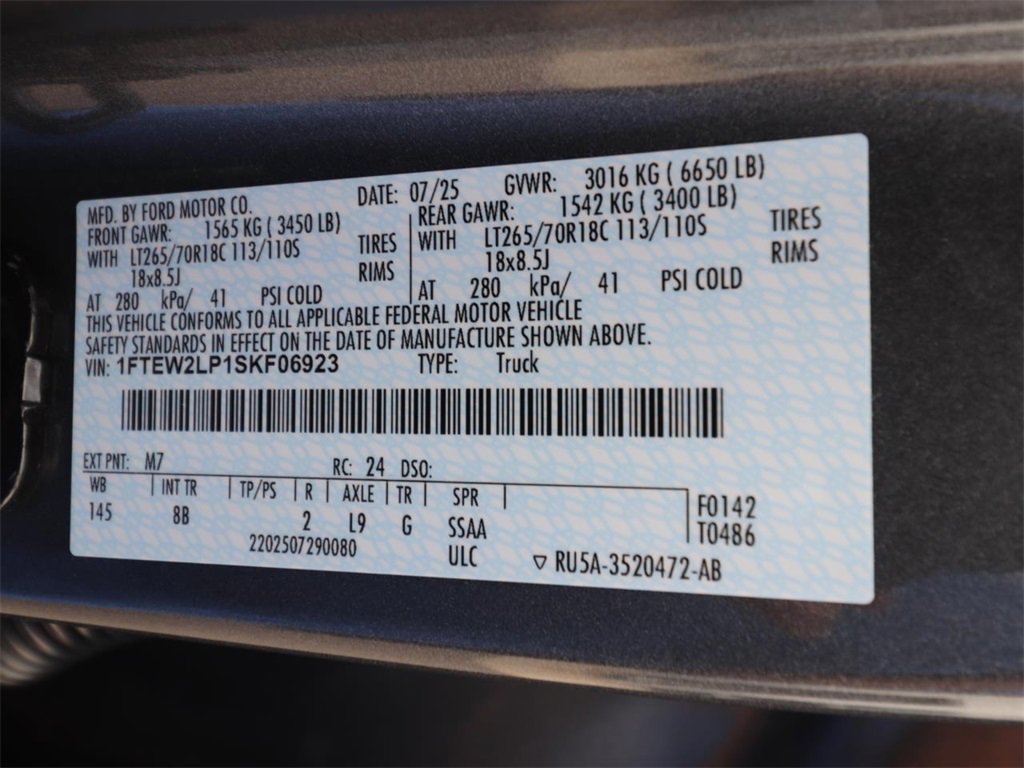 MFD. BY FORD MOTOR CO. DATE: 07/25 GVWR: 3016 KG ( 6650 LB)
FRONT GAWR: 1565 KG ( 3450 LB) REAR GAWR: 1542 KG ( 3400 LB)
WITH LT265/70R18C 113/110S TIRES WITH LT265/70R18C 113/110S TIRES
18x8.5J RIMS 18x8.5J RIMS
AT 280 kPa/ 41 PSI COLD AT 280 kPa/ 41 PSI COLD
THIS VEHICLE CONFORMS TO ALL APPLICABLE FEDERAL MOTOR VEHICLE
SAFETY STANDARDS IN EFFECT ON THE DATE OF MANUFACTURE SHOWN ABOVE.
VIN: 1FTEW2LP1SKF06923 TYPE: Truck
EXT PNT: M7 RC: 24 DSO:
WB INT TR TP/PS R AXLE TR SPR F0142
145 8B 2 L9 G SSAA T0486
2202507290080 ULC ▽ RU5A-3520472-AB